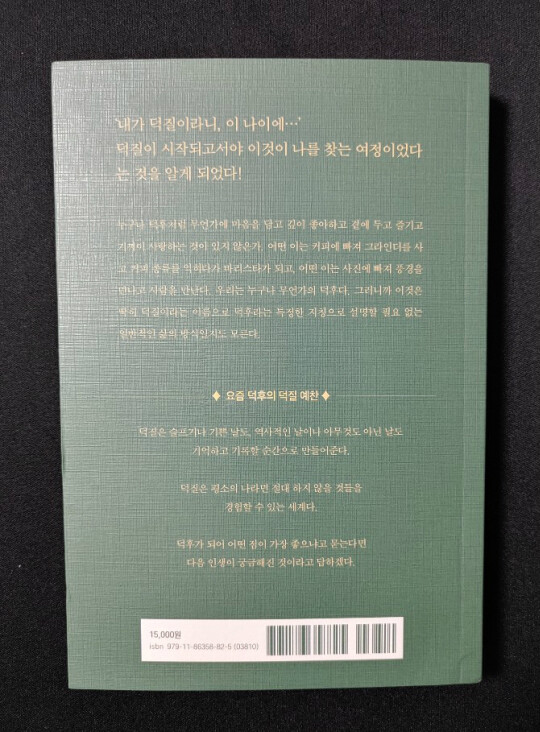 '내가 덕질이라니, 이 나이에…'
덕질이 시작되고서야 이것이 나를 찾는 여정이었다
는 것을 알게 되었다!
누구나 덕후처럼 무언가에 마음을 담고 깊이 좋아하고 곁에 두고 즐기고
기꺼이 사랑하는 것이 있지 않은가. 어떤 이는 커피에 빠져 그라인더를 사
고 커피 종류를 익히다가 바리스타가 되고, 어떤 이는 사진에 빠져 풍경을
만나고 사람을 만난다. 우리는 누구나 무언가의 덕후다. 그러니까 이것은
딱히 덕질이라는 이름으로 덕후라는 특정한 지칭으로 설명할 필요 없는
일반적인 삶의 방식인지도 모른다.
♦ 요즘 덕후의 덕질 예찬 ♦
덕질은 슬프거나 기쁜 날도, 역사적인 날이나 아무것도 아닌 날도
기억하고 기록할 순간으로 만들어준다.
덕질은 평소의 나라면 절대 하지 않을 것들을
경험할 수 있는 세계다.
덕후가 되어 어떤 점이 가장 좋으냐고 묻는다면
다음 인생이 궁금해진 것이라고 답하겠다.
15,000원
isbn 979-11-86358-82-5 (03810)